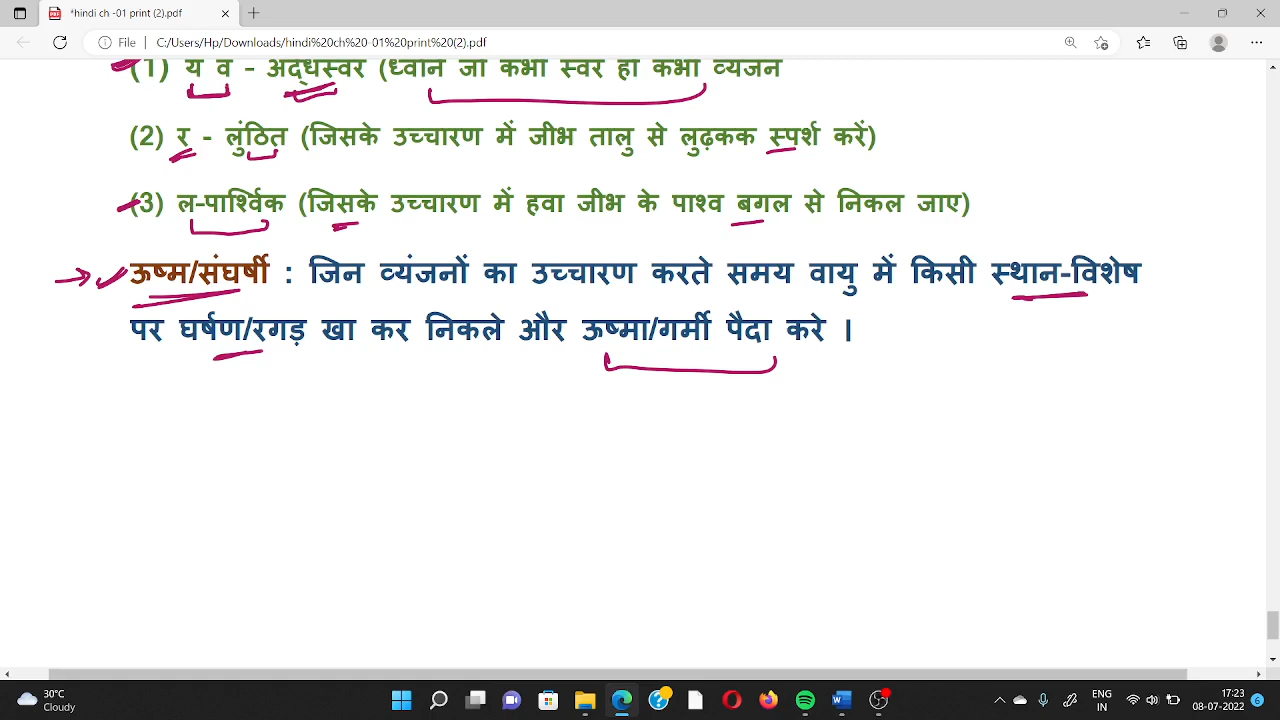 *hindi ch -01 print (2).pdf
File C:/Users/Hp/Downloads/hindi%20ch%20-01%20print%20(2).pdf
(1) य व - अर्द्धस्वर (ध्वनि जो कभी स्वर हो कभी व्यंजन
(2) र - लुंठित (जिसके उच्चारण में जीभ तालु से लुढ़कक स्पर्श करें)
(3) ल-पार्श्विक (जिसके उच्चारण में हवा जीभ के पाश्व बगल से निकल जाए)
ऊष्म/संघर्षी : जिन व्यंजनों का उच्चारण करते समय वायु में किसी स्थान-विशेष
पर घर्षण/रगड़ खा कर निकले और ऊष्मा/गर्मी पैदा करे ।
30°C
Cloudy
ENG
IN
17:23
08-07-2022
6